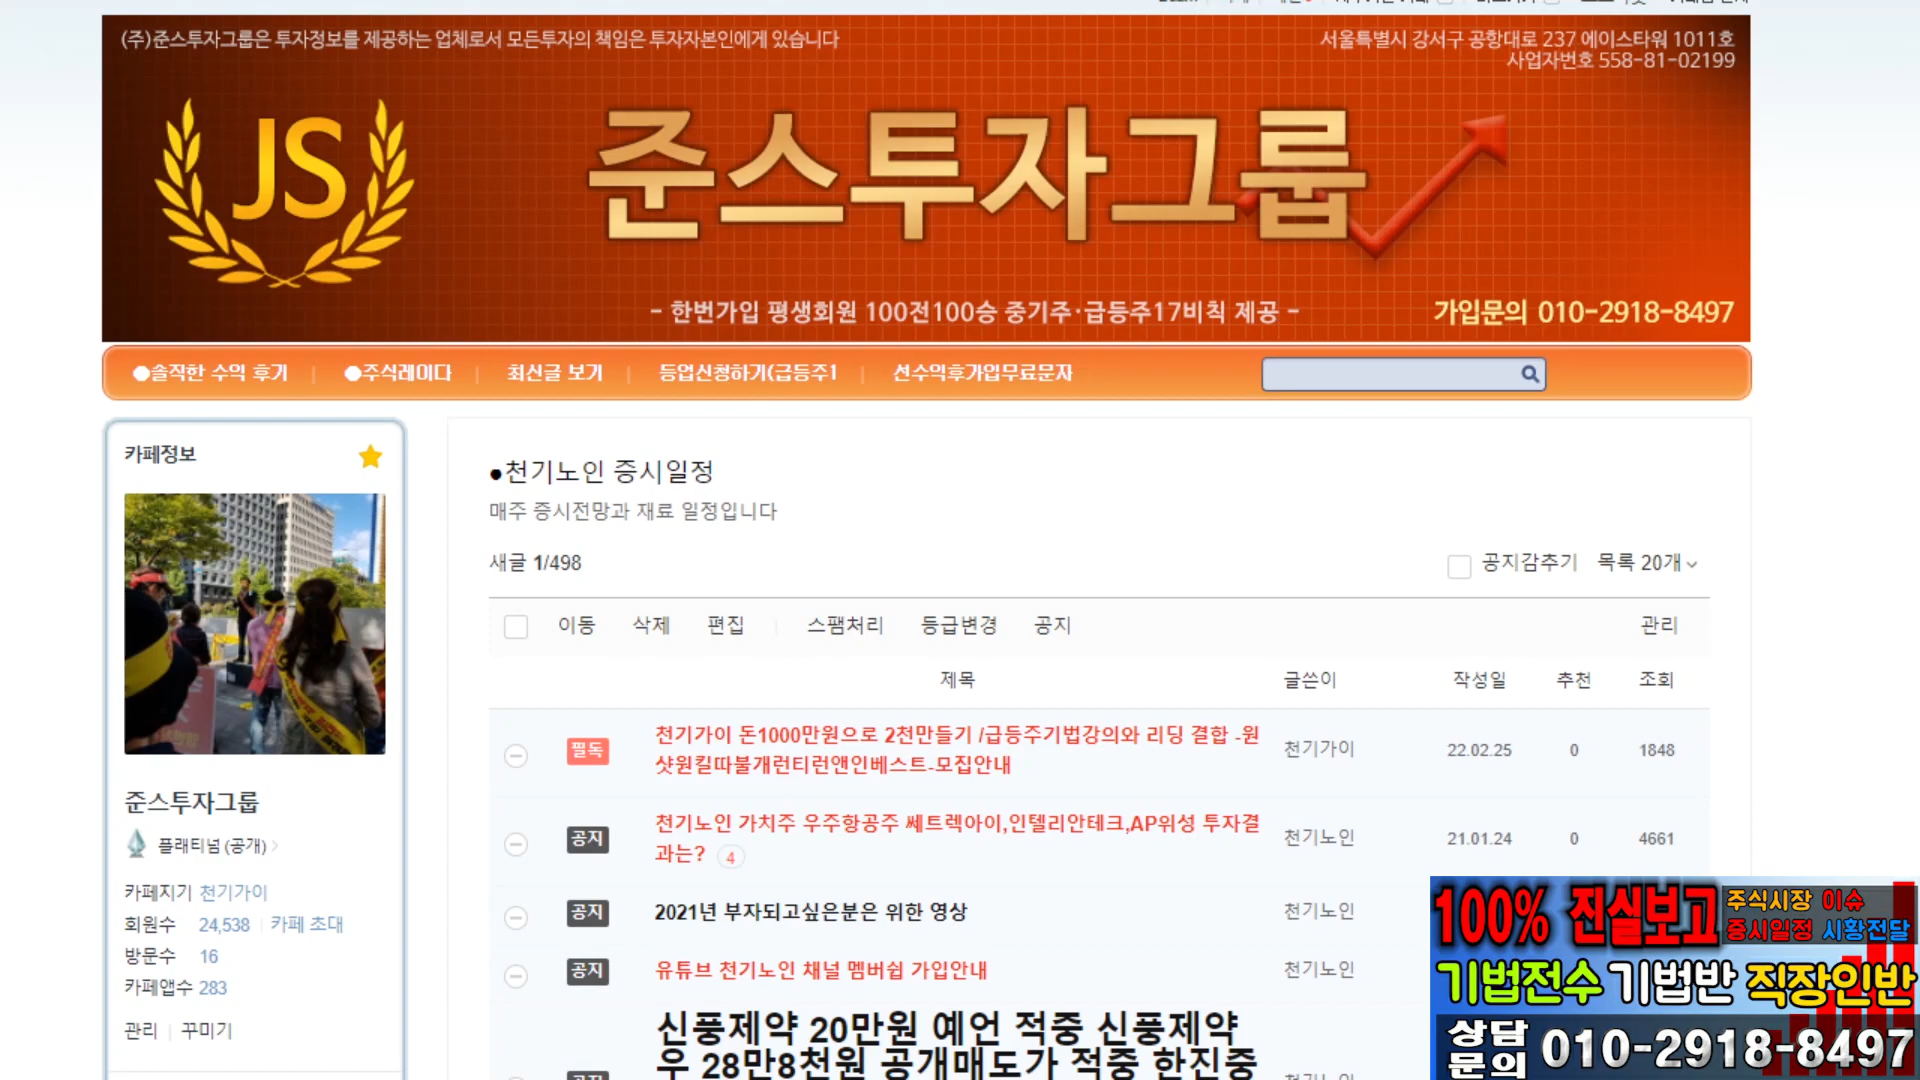 (주)준스투자그룹은 투자정보를 제공하는 업체로서 모든투자의 책임은 투자자본인에게 있습니다
서울특별시 강서구 공항대로 237 에이스타워 1011호
사업자번호 558-81-02199
JS
준스투자그룹
- 한번가입 평생회원 100전100승 중기주·급등주17비칙 제공 -
가입문의 010-2918-8497
●솔직한 수익 후기 | ●주식레이다 | 최신글 보기 | 등업신청하기(급등주1 | 선수익후가입무료문자
카페정보
준스투자그룹
플래티넘 (공개)
카페지기 천기가이
회원수 24,538 | 카페 초대
방문수 16
카페앱수 283
관리 | 꾸미기
●천기노인 증시일정
매주 증시전망과 재료 일정입니다
새글 1/498
공지감추기 목록 20개
이동 삭제 편집 | 스팸처리 등급변경 공지 관리
제목 글쓴이 작성일 추천 조회
필독 천기가이 돈1000만원으로 2천만들기 /급등주기법강의와 리딩 결합 -원
샷원킬따불개런티런앤인베스트-모집안내 천기가이 22.02.25 0 1848
공지 천기노인 가치주 우주항공주 쎄트렉아이,인텔리안테크,AP위성 투자결
과는? 4 천기노인 21.01.24 0 4661
공지 2021년 부자되고싶은분은 위한 영상 천기노인
공지 유튜브 천기노인 채널 멤버쉽 가입안내 천기노인
신풍제약 20만원 예언 적중 신풍제약
우 28만8천원 공개매도가 적중 한진중
100% 진실보고 주식시장 이슈
증시일정 시황전달
기법전수 기법반 직장인반
상담
문의 010-2918-8497